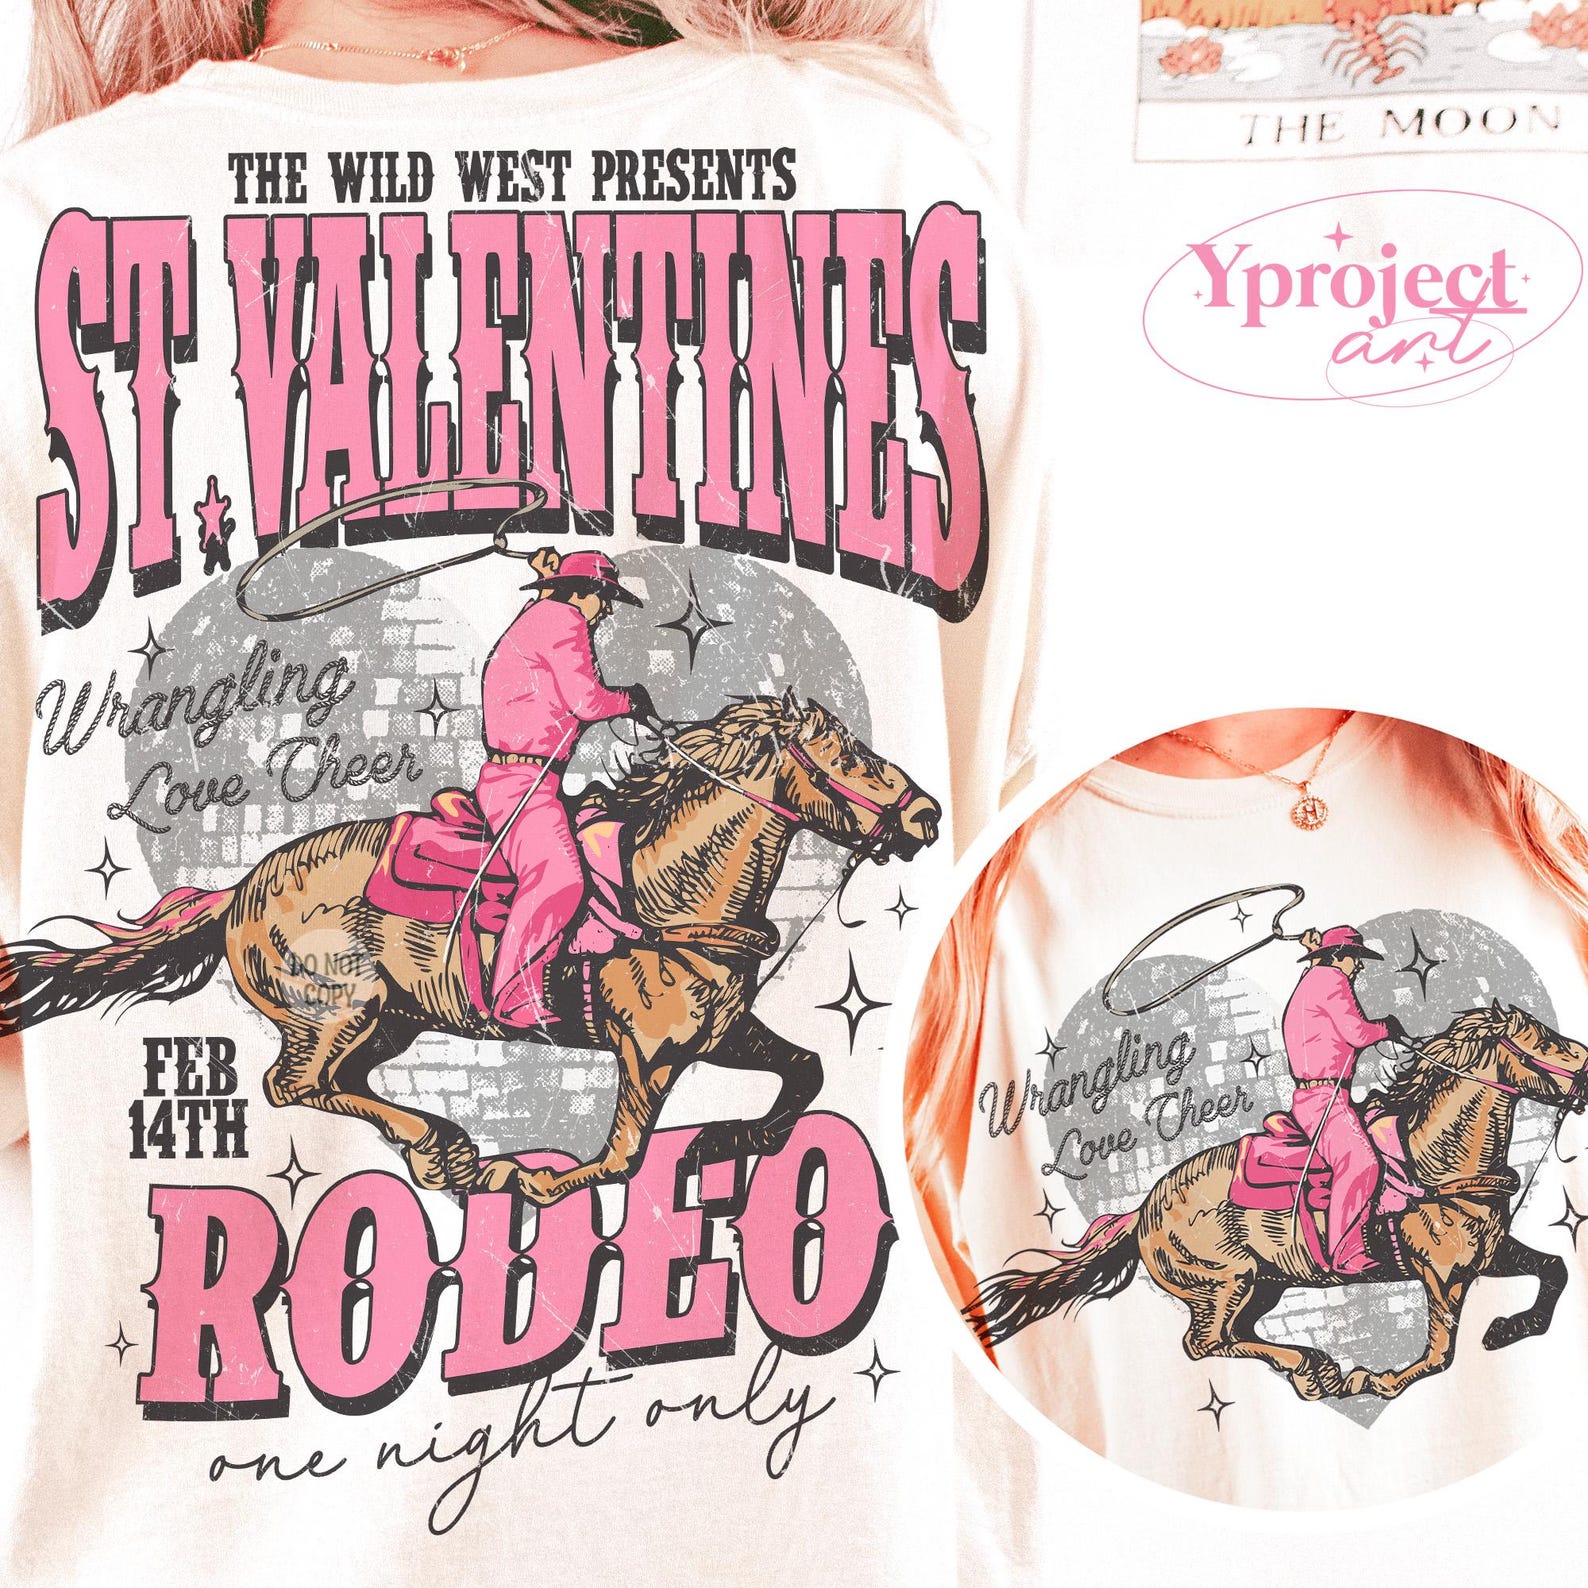 THE WILD WEST PRESENTS
ST. VALENTINES
Wrangling
Love Cheer
DO NOT
COPY
FEB
14TH
RODEO
one night only
THE MOON
Yproject
art
H
Wrangling
Love Cheer